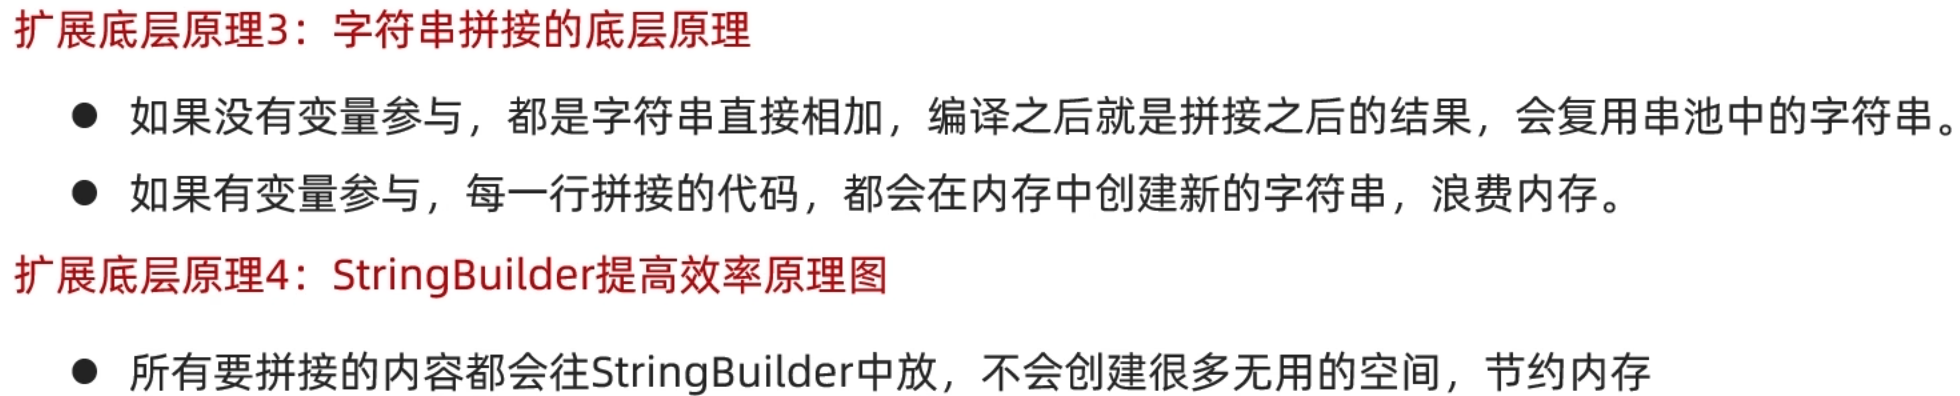 扩展底层原理3：字符串拼接的底层原理
● 如果没有变量参与，都是字符串直接相加，编译之后就是拼接之后的结果，会复用串池中的字符串。
● 如果有变量参与，每一行拼接的代码，都会在内存中创建新的字符串，浪费内存。
扩展底层原理4：StringBuilder提高效率原理图
● 所有要拼接的内容都会往StringBuilder中放，不会创建很多无用的空间，节约内存